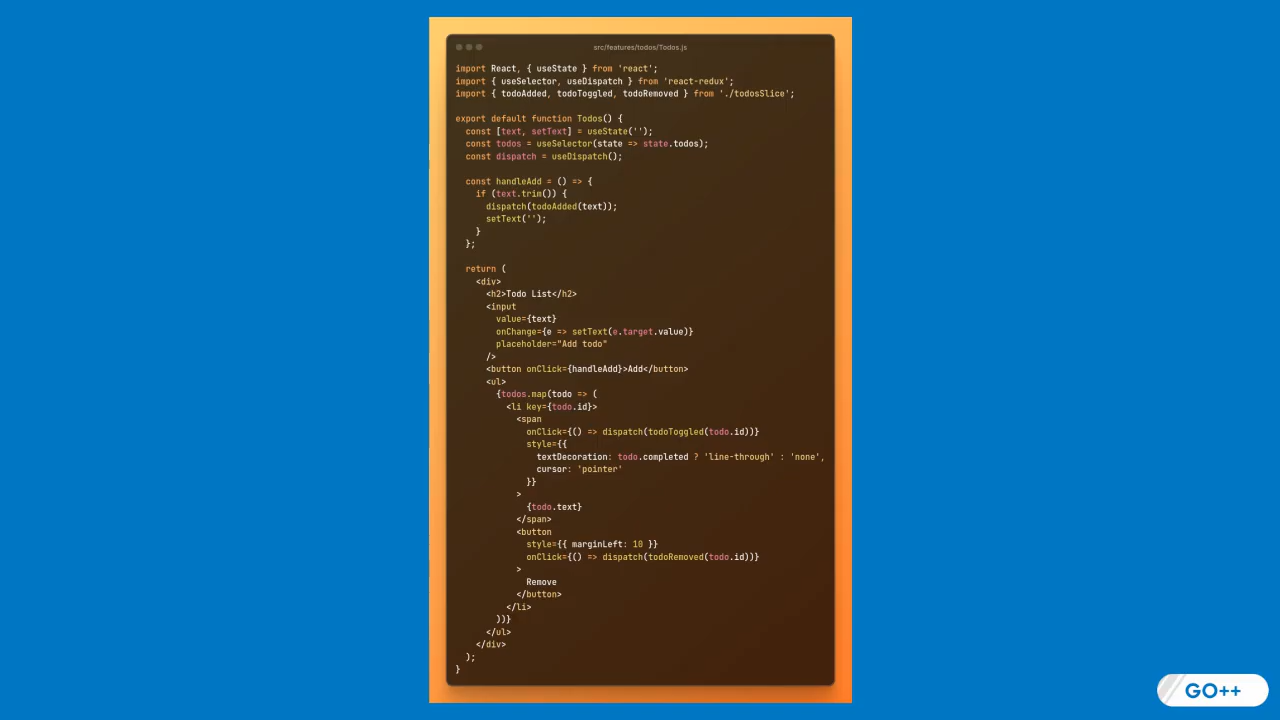 src/features/todos/Todos.js
import React, { useState } from 'react';
import { useSelector, useDispatch } from 'react-redux';
import { todoAdded, todoToggled, todoRemoved } from './todosSlice';

export default function Todos() {
  const [text, setText] = useState('');
  const todos = useSelector(state => state.todos);
  const dispatch = useDispatch();

  const handleAdd = () => {
    if (text.trim()) {
      dispatch(todoAdded(text));
      setText('');
    }
  };

  return (
    <div>
      <h2>Todo List</h2>
      <input
        value={text}
        onChange={e => setText(e.target.value)}
        placeholder="Add todo"
      />
      <button onClick={handleAdd}>Add</button>
      <ul>
        {todos.map(todo => (
          <li key={todo.id}>
            <span
              onClick={() => dispatch(todoToggled(todo.id))}
              style={{
                textDecoration: todo.completed ? 'line-through' : 'none',
                cursor: 'pointer'
              }}
            >
              {todo.text}
            </span>
            <button
              style={{ marginLeft: 10 }}
              onClick={() => dispatch(todoRemoved(todo.id))}
            >
              Remove
            </button>
          </li>
        ))}
      </ul>
    </div>
  );
}
GO++